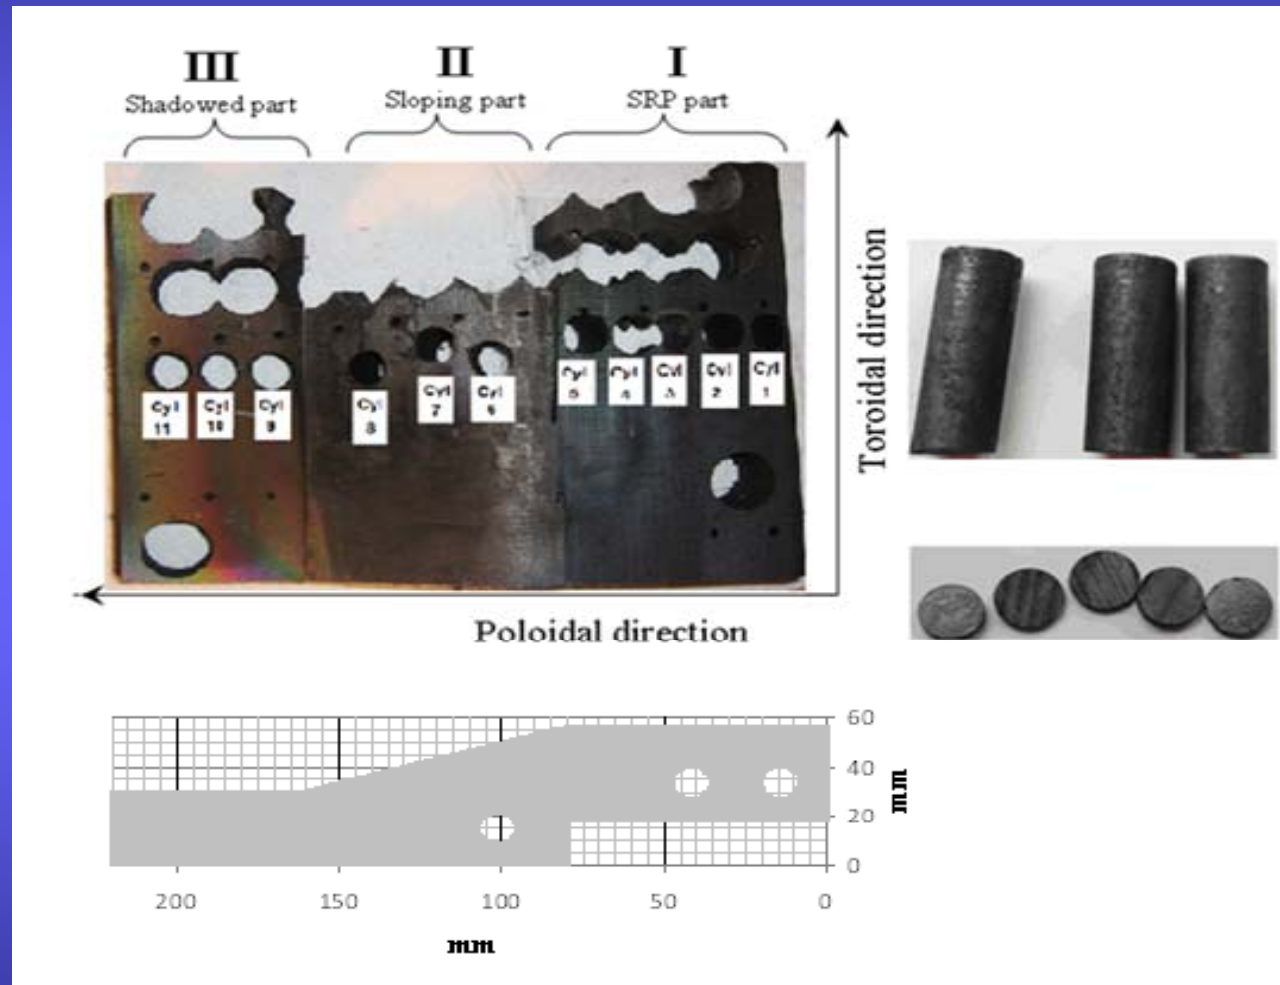 III
II
I
Shadowed part
Sloping part
SRP part
Toroidal direction
Cyl 11
Cyl 10
Cyl 9
Cyl 8
Cyl 7
Cyl 6
Cyl 5
Cyl 4
Cyl 3
Cyl 2
Cyl 1
Poloidal direction
60
40
20
0
mm
200
150
100
50
0
mm